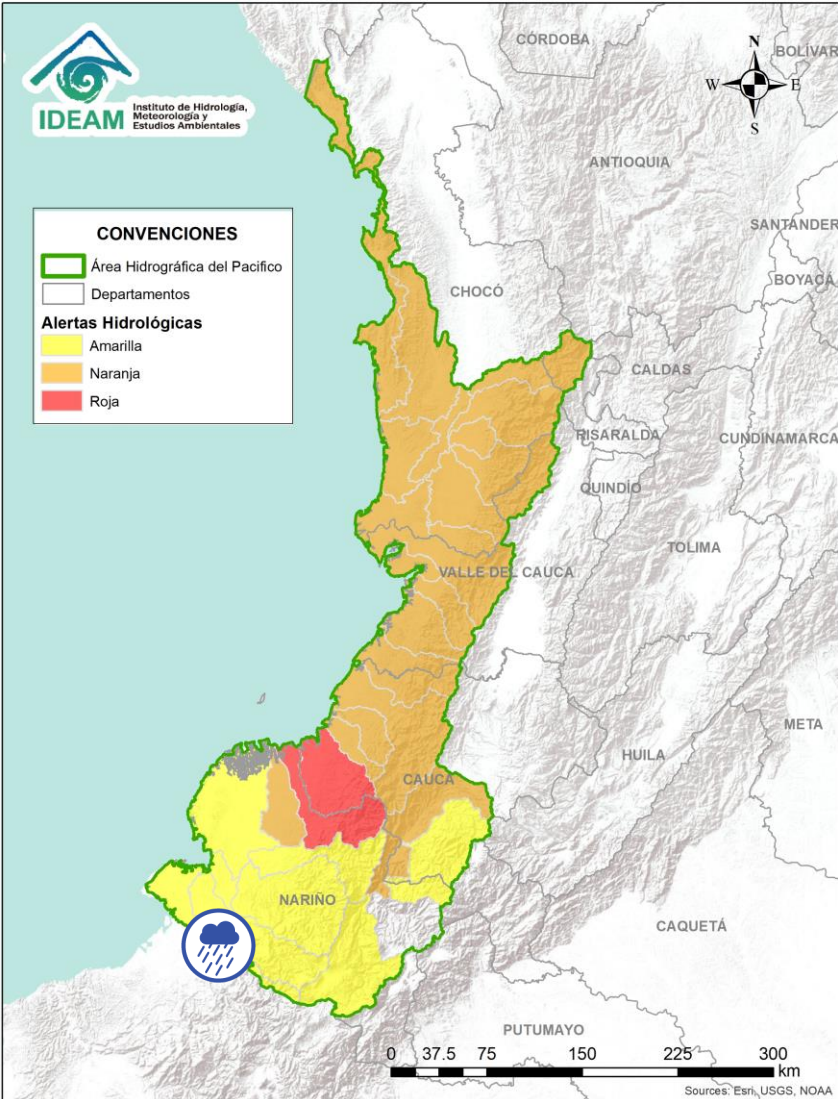 IDEAM
Instituto de Hidrología,
Meteorología y
Estudios Ambientales
N
W
E
S
CÓRDOBA
BOLÍVAR
ANTIOQUIA
SANTANDER
BOYACÁ
CONVENCIONES
Área Hidrográfica del Pacifico
Departamentos
Alertas Hidrológicas
Amarilla
Naranja
Roja
CHOCÓ
CALDAS
RISARALDA
CUNDINAMARCA
QUINDÍO
TOLIMA
VALLE DEL CAUCA
META
HUILA
CAUCA
NARIÑO
CAQUETÁ
PUTUMAYO
0 37.5 75 150 225 300
km
Sources: Esri, USGS, NOAA